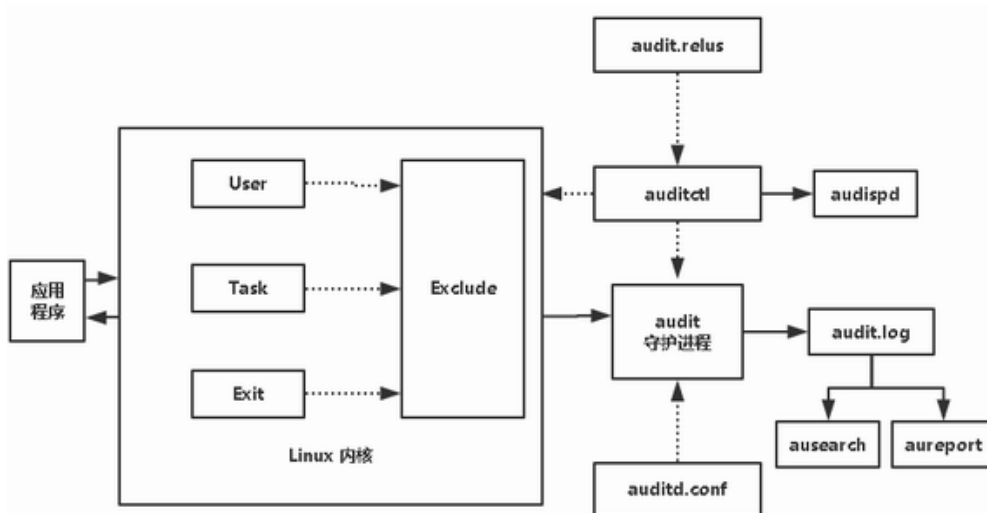 audit.relus
User
auditctl
audispd
应用
程序
Task
Exclude
audit
守护进程
audit.log
Exit
ausearch
aureport
Linux 内核
auditd.conf